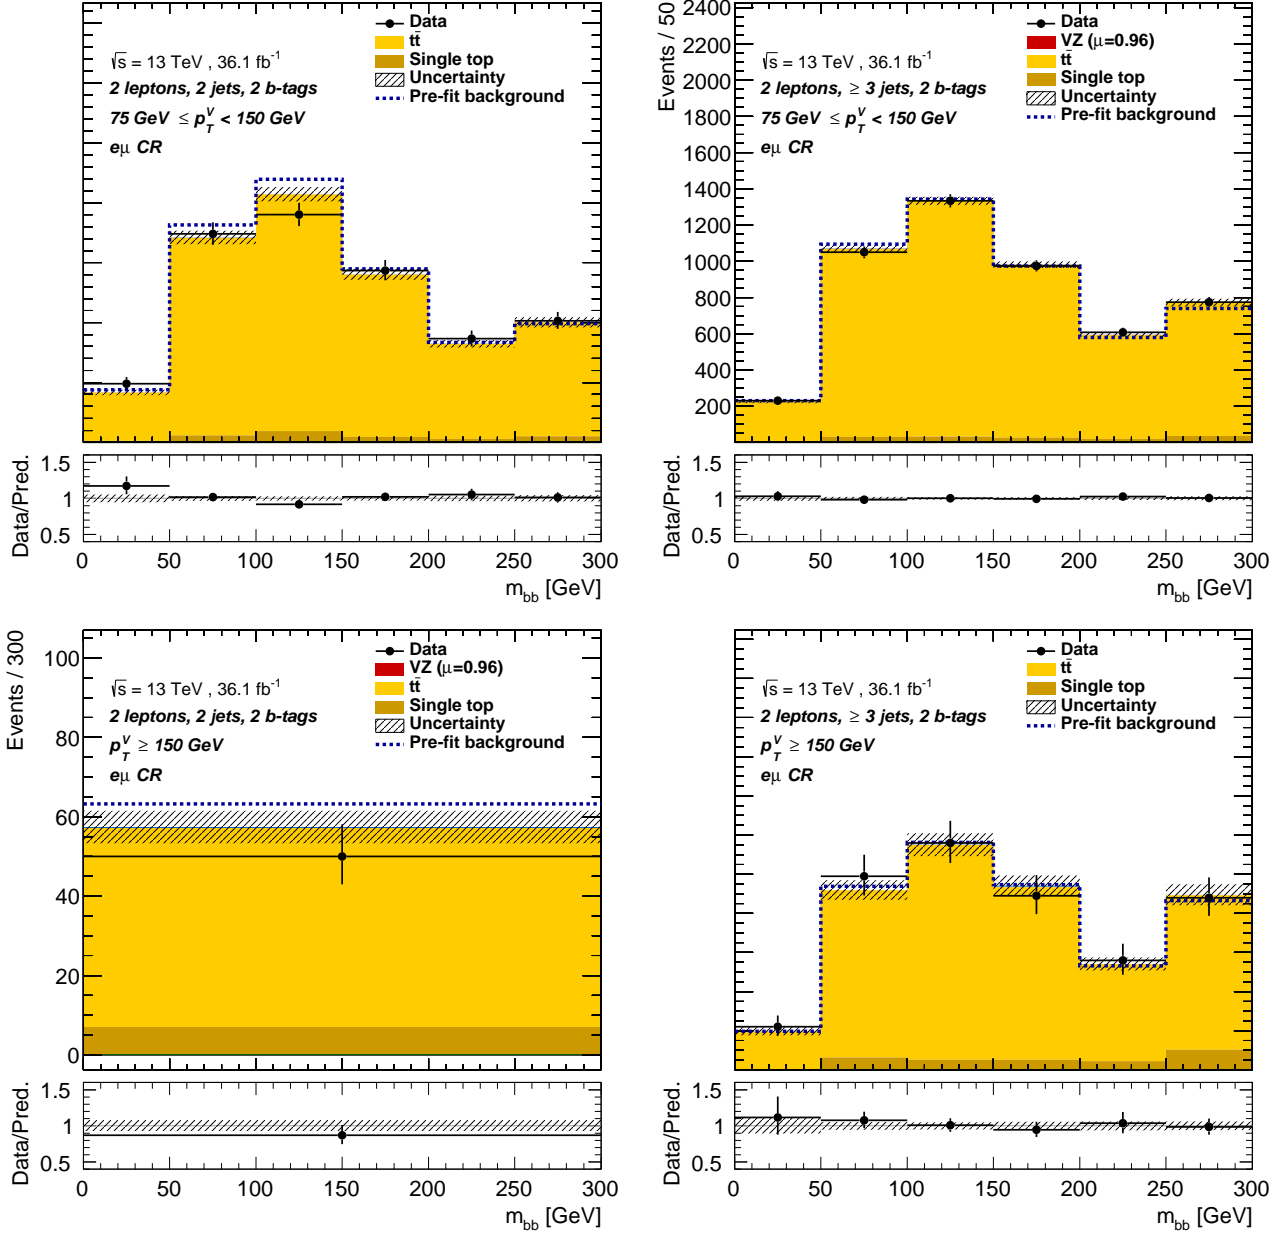 Data
tt̄
Single top
Uncertainty
Pre-fit background
√s = 13 TeV , 36.1 fb⁻¹
2 leptons, 2 jets, 2 b-tags
75 GeV ≤ p_T^V < 150 GeV
eμ CR
Data/Pred.
1.5
1
0.5
0 50 100 150 200 250 300
m_bb [GeV]
Events / 50
2400
2200
2000
1800
1600
1400
1200
1000
800
600
400
200
Data
VZ (μ=0.96)
tt̄
Single top
Uncertainty
Pre-fit background
√s = 13 TeV , 36.1 fb⁻¹
2 leptons, ≥ 3 jets, 2 b-tags
75 GeV ≤ p_T^V < 150 GeV
eμ CR
Data/Pred.
1.5
1
0.5
0 50 100 150 200 250 300
m_bb [GeV]
Events / 300
100
80
60
40
20
0
Data
VZ (μ=0.96)
tt̄
Single top
Uncertainty
Pre-fit background
√s = 13 TeV , 36.1 fb⁻¹
2 leptons, 2 jets, 2 b-tags
p_T^V ≥ 150 GeV
eμ CR
Data/Pred.
1.5
1
0.5
0 50 100 150 200 250 300
m_bb [GeV]
Data
tt̄
Single top
Uncertainty
Pre-fit background
√s = 13 TeV , 36.1 fb⁻¹
2 leptons, ≥ 3 jets, 2 b-tags
p_T^V ≥ 150 GeV
eμ CR
Data/Pred.
1.5
1
0.5
0 50 100 150 200 250 300
m_bb [GeV]